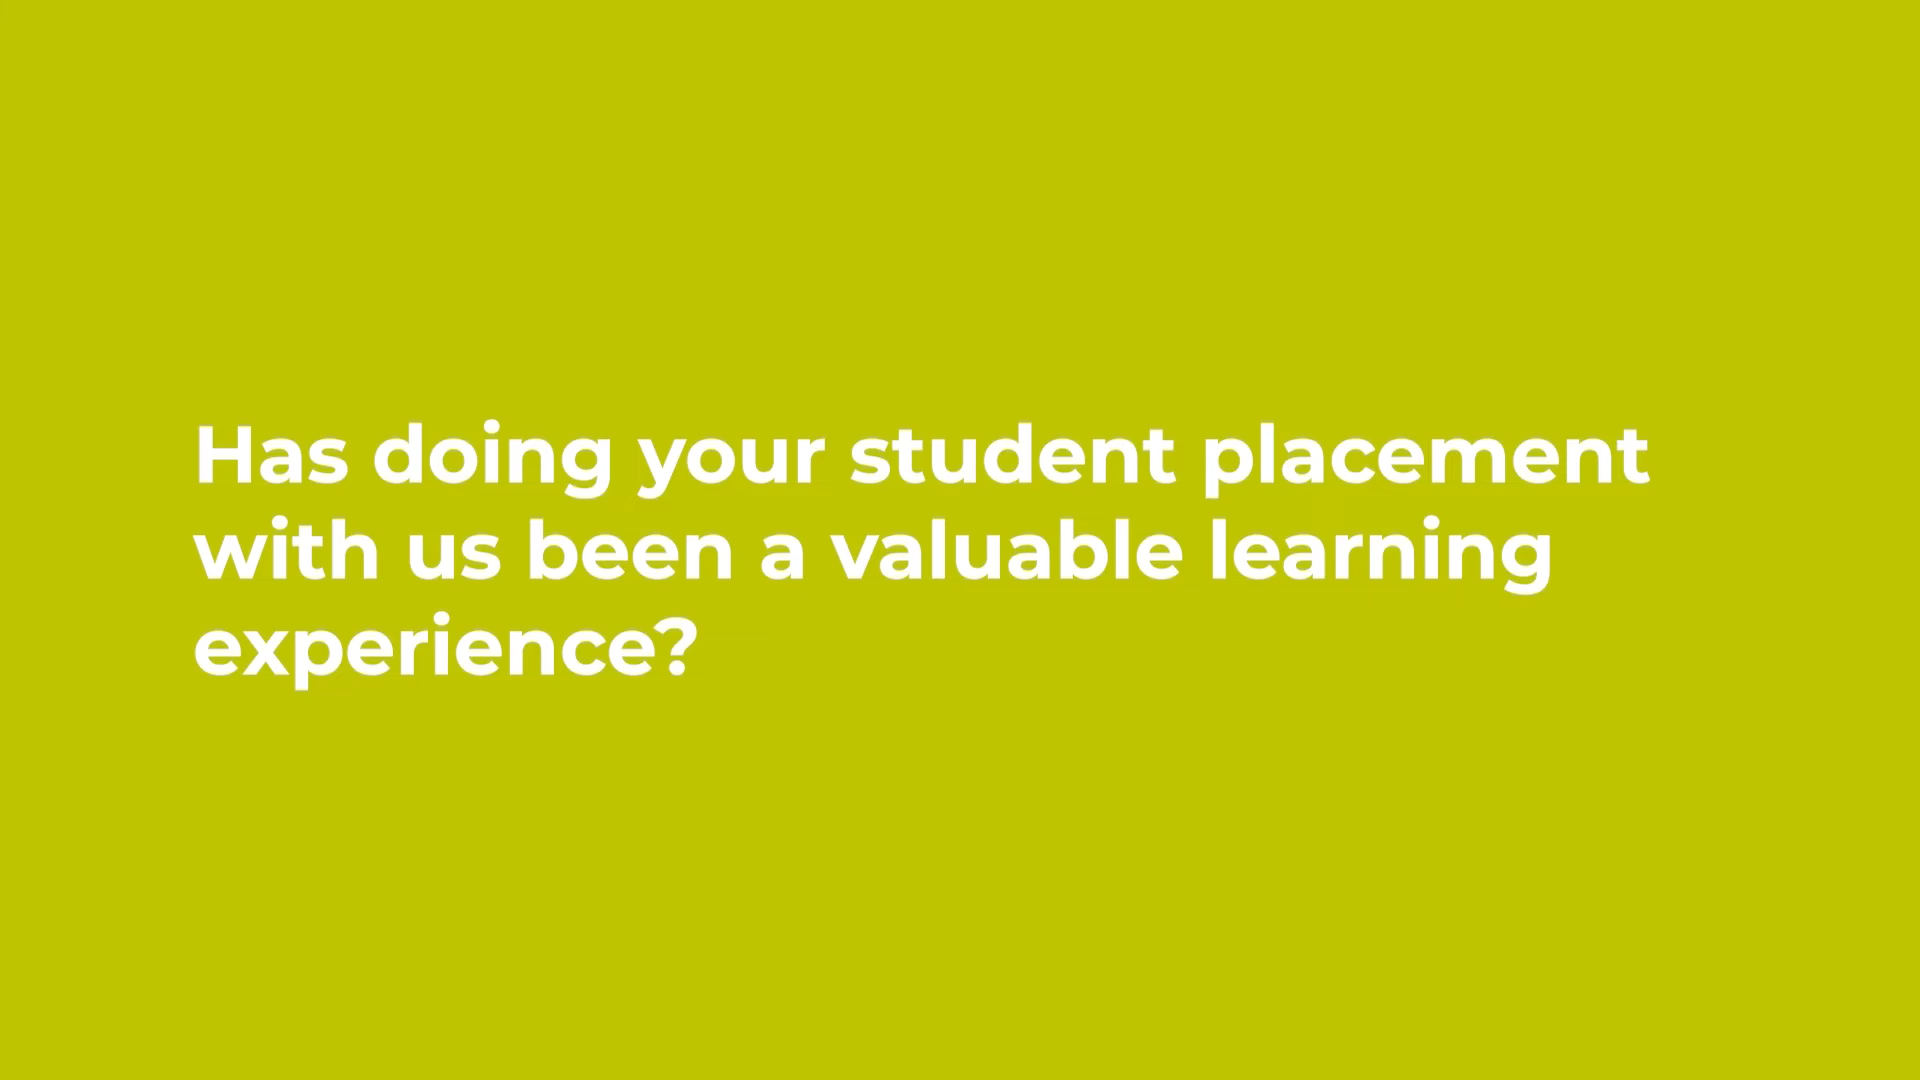 Has doing your student placement
with us been a valuable learning
experience?